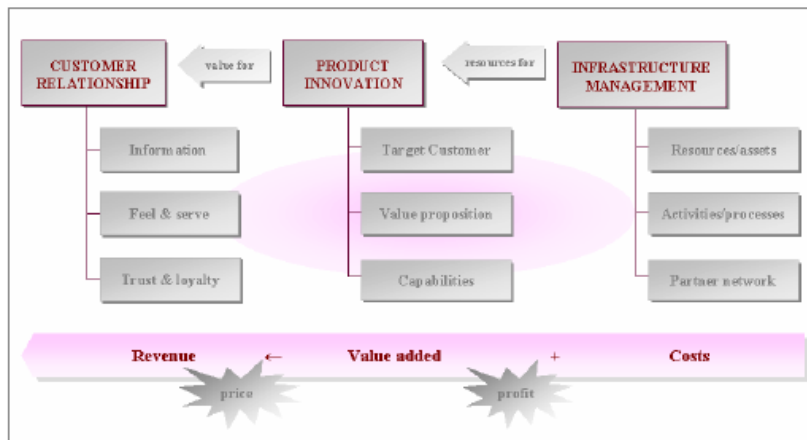 CUSTOMER
RELATIONSHIP
value for
PRODUCT
INNOVATION
resources for
INFRASTRUCTURE
MANAGEMENT
Information
Target Customer
Resources/assets
Feel & serve
Value proposition
Activities/processes
Trust & loyalty
Capabilities
Partner network
Revenue ← Value added + Costs
price
profit